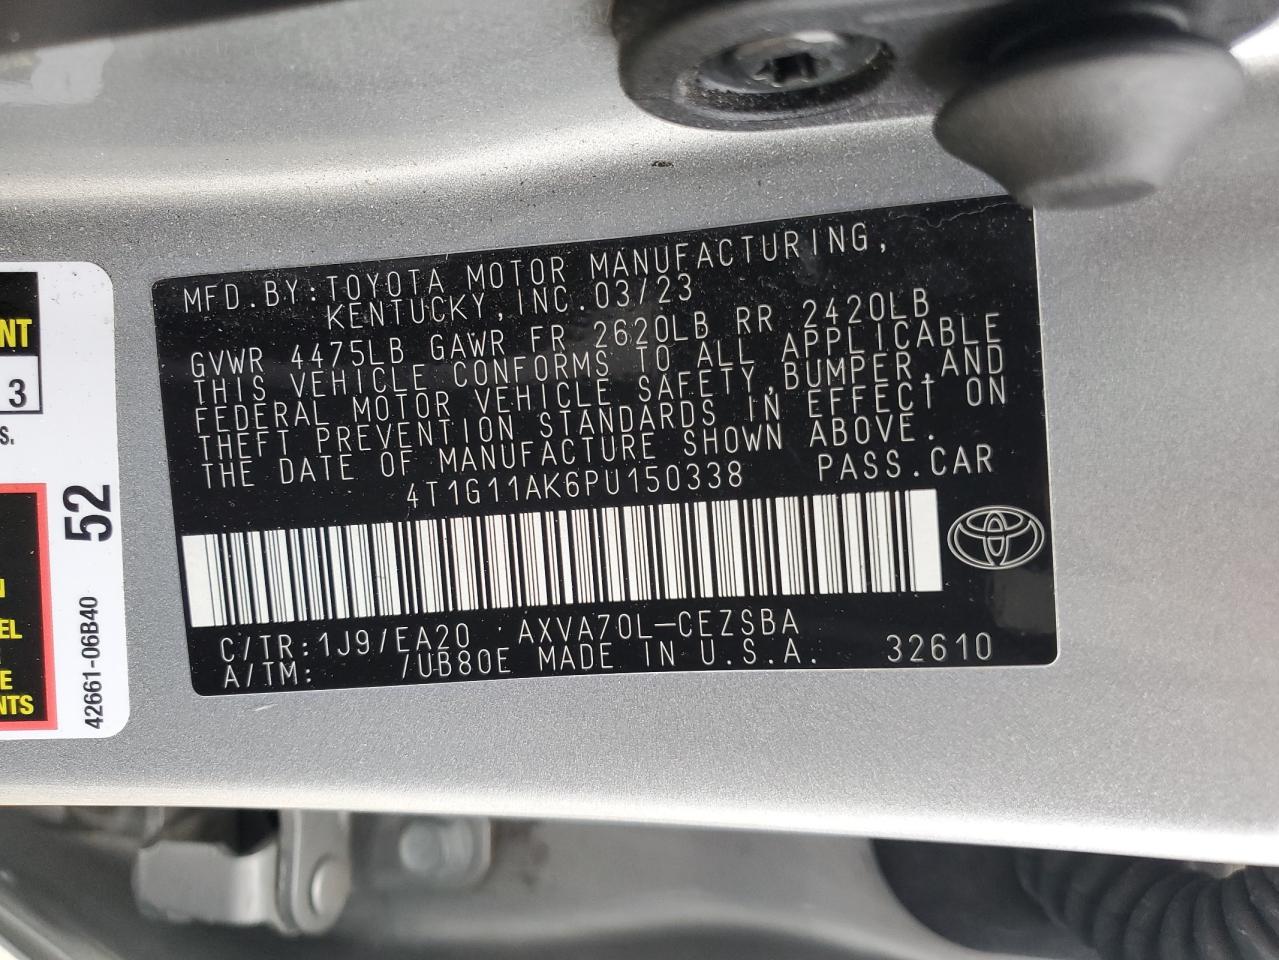 MFD.BY:TOYOTA MOTOR MANUFACTURING,
KENTUCKY,INC.03/23
GVWR 4475LB GAWR FR 2620LB RR 2420LB
THIS VEHICLE CONFORMS TO ALL APPLICABLE
FEDERAL MOTOR VEHICLE SAFETY,BUMPER,AND
THEFT PREVENTION STANDARDS IN EFFECT ON
THE DATE OF MANUFACTURE SHOWN ABOVE.
4T1G11AK6PU150338 PASS.CAR
C/TR:1J9/EA20 AXVA70L-CEZSBA
A/TM: /UB80E MADE IN U.S.A. 32610
NT
3
S.
N
EL
E
NTS
52
42661-06B40